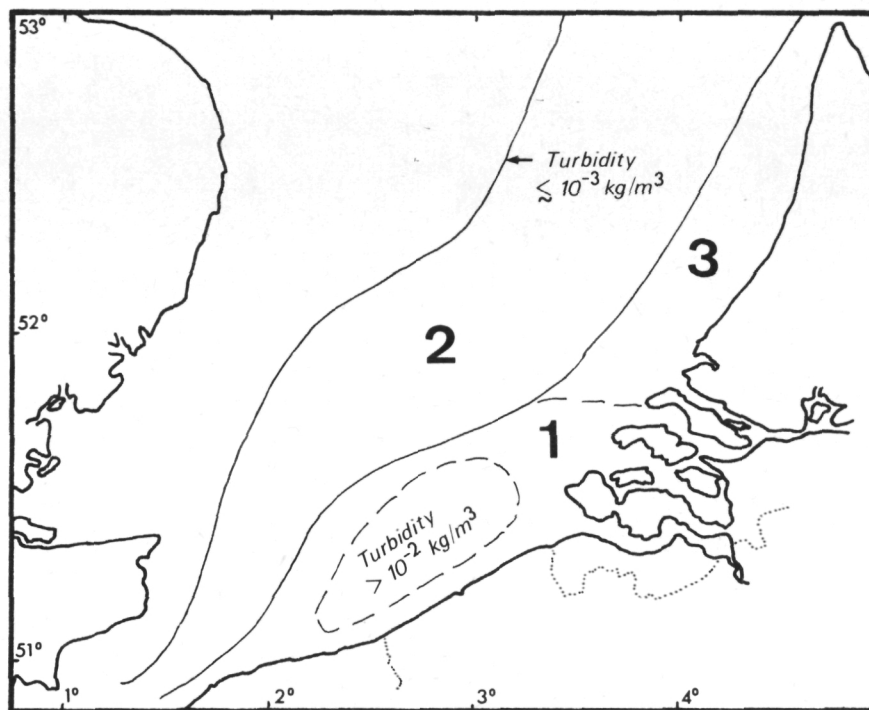 53°
Turbidity
≲ 10⁻³ kg/m³
3
52°
2
1
Turbidity
> 10⁻² kg/m³
51°
1°
2°
3°
4°